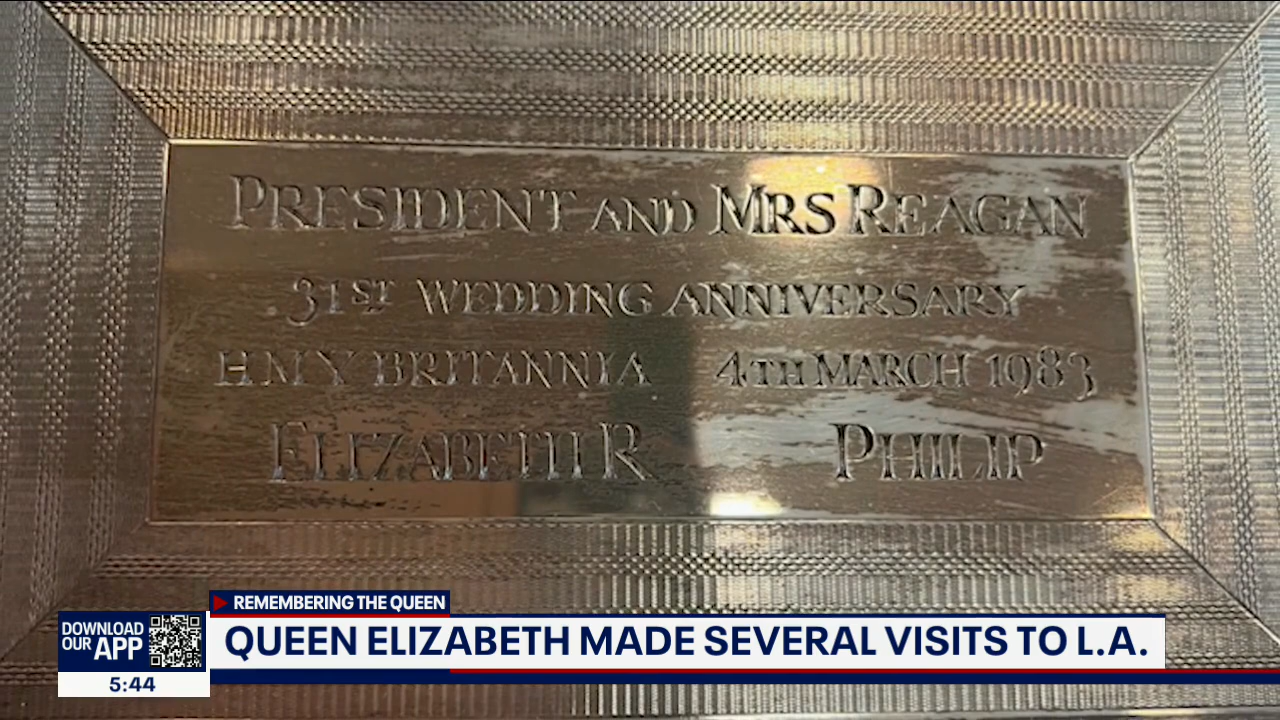 PRESIDENT AND MRS REAGAN
31ST WEDDING ANNIVERSARY
HMY BRITANNIA 4TH MARCH 1983
ELIZABETH R PHILIP
REMEMBERING THE QUEEN
QUEEN ELIZABETH MADE SEVERAL VISITS TO L.A.
DOWNLOAD
OUR APP
5:44